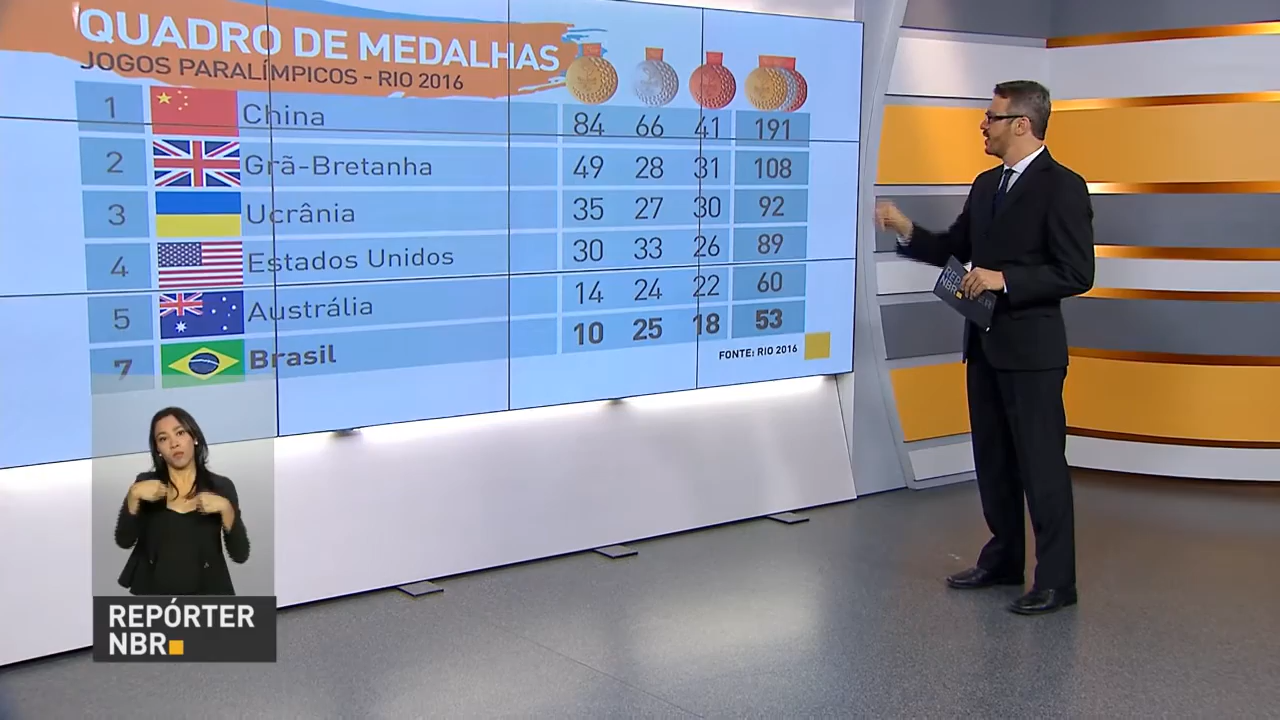 QUADRO DE MEDALHAS
JOGOS PARALÍMPICOS - RIO 2016
1 China 84 66 41 191
2 Grã-Bretanha 49 28 31 108
3 Ucrânia 35 27 30 92
4 Estados Unidos 30 33 26 89
5 Austrália 14 24 22 60
7 Brasil 10 25 18 53
FONTE: RIO 2016
REPÓRTER
NBR
REPÓRTER
NBR